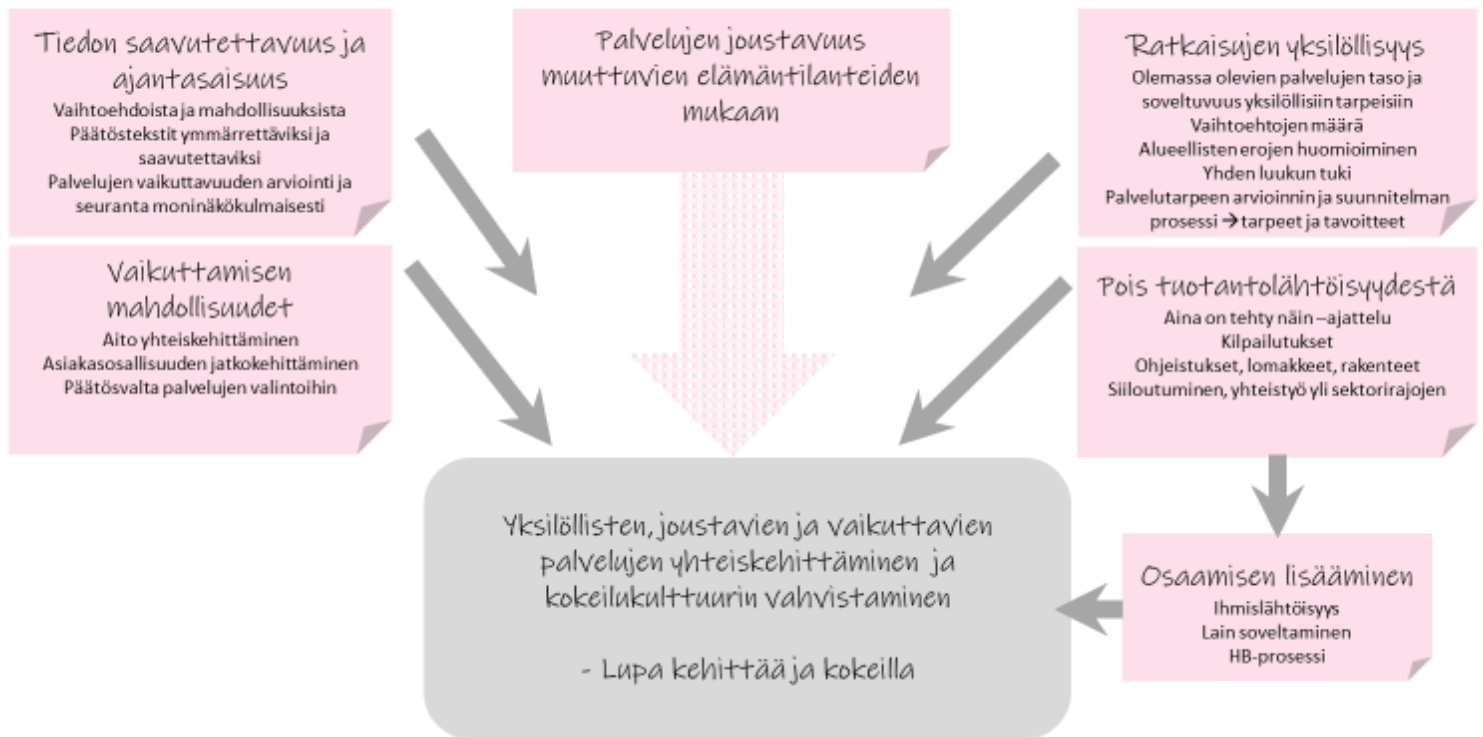 Tiedon saavutettavuus ja
ajantasaisuus
Vaihtoehdoista ja mahdollisuuksista
Päätöstekstit ymmärrettäviksi ja
saavutettaviksi
Palvelujen vaikuttavuuden arviointi ja
seuranta moninäkökulmaisesti
Palvelujen joustavuus
muuttuvien elämäntilanteiden
mukaan
Ratkaisujen yksilöllisyys
Olemassa olevien palvelujen taso ja
soveltuvuus yksilöllisiin tarpeisiin
Vaihtoehtojen määrä
Alueellisten erojen huomioiminen
Yhden luukun tuki
Palvelutarpeen arvioinnin ja suunnitelman
prosessi → tarpeet ja tavoitteet
Vaikuttamisen
mahdollisuudet
Aito yhteiskehittäminen
Asiakasosallisuuden jatkokehittäminen
Päätösvalta palvelujen valintoihin
Pois tuotantolähtöisyydestä
Aina on tehty näin –ajattelu
Kilpailutukset
Ohjeistukset, lomakkeet, rakenteet
Siiloutuminen, yhteistyö yli sektorirajojen
Yksilöllisten, joustavien ja vaikuttavien
palvelujen yhteiskehittäminen ja
kokeilukulttuurin vahvistaminen
- Lupa kehittää ja kokeilla
Osaamisen lisääminen
Ihmislähtöisyys
Lain soveltaminen
HB-prosessi